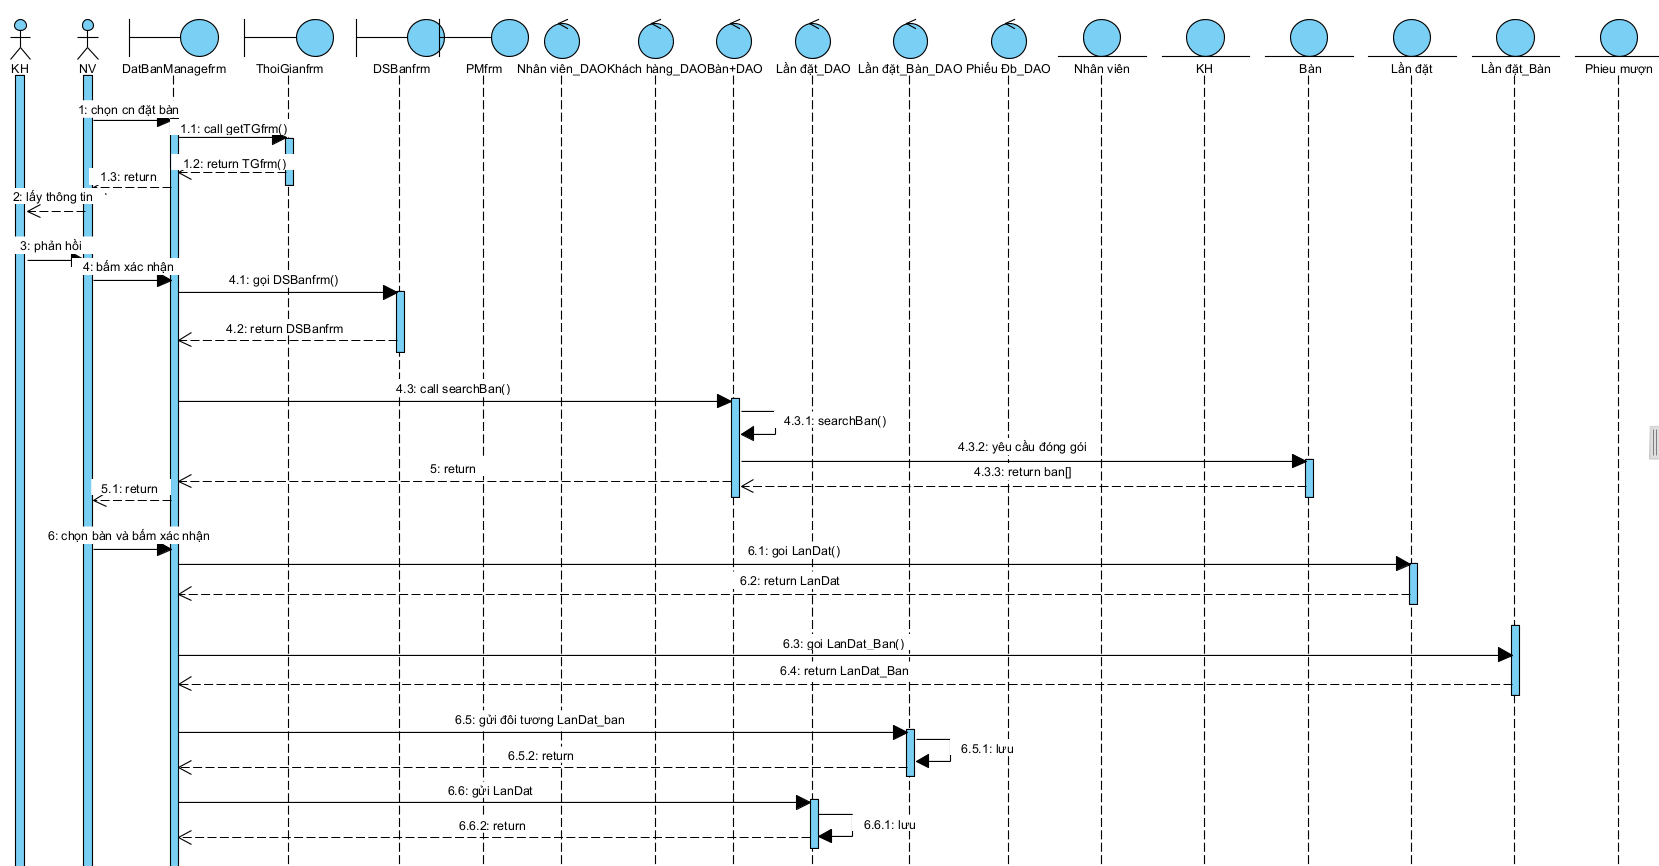 KH
NV
DatBanManagefrm
ThoiGianfrm
DSBanfrm
PMfrm
Nhân viên_DAO
Khách hàng_DAO
Bàn+DAO
Lần đặt_DAO
Lần đặt_Bàn_DAO
Phiếu Đb_DAO
Nhân viên
KH
Bàn
Lần đặt
Lần đặt_Bàn
Phieu mượn
1: chọn cn đặt bàn
1.1: call getTGfrm()
1.2: return TGfrm()
1.3: return
2: lấy thông tin
3: phản hồi
4: bấm xác nhận
4.1: gọi DSBanfrm()
4.2: return DSBanfrm
4.3: call searchBan()
4.3.1: searchBan()
4.3.2: yêu cầu đóng gói
4.3.3: return ban[]
5: return
5.1: return
6: chọn bàn và bấm xác nhận
6.1: goi LanDat()
6.2: return LanDat
6.3: goi LanDat_Ban()
6.4: return LanDat_Ban
6.5: gửi đôi tương LanDat_ban
6.5.1: lưu
6.5.2: return
6.6: gửi LanDat
6.6.1: lưu
6.6.2: return